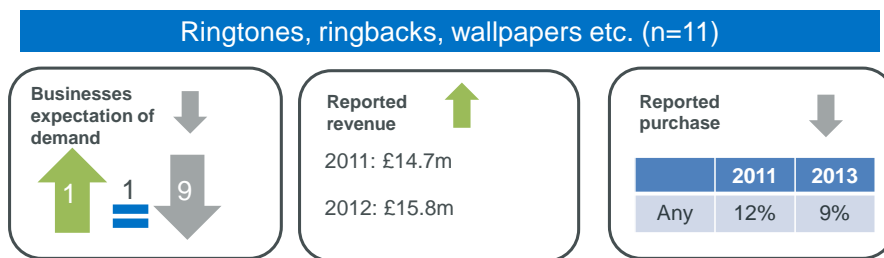 Ringtones, ringbacks, wallpapers etc. (n=11)
Businesses
expectation of
demand
1
1
9
Reported
revenue
2011: £14.7m
2012: £15.8m
Reported
purchase
2011 2013
Any 12% 9%